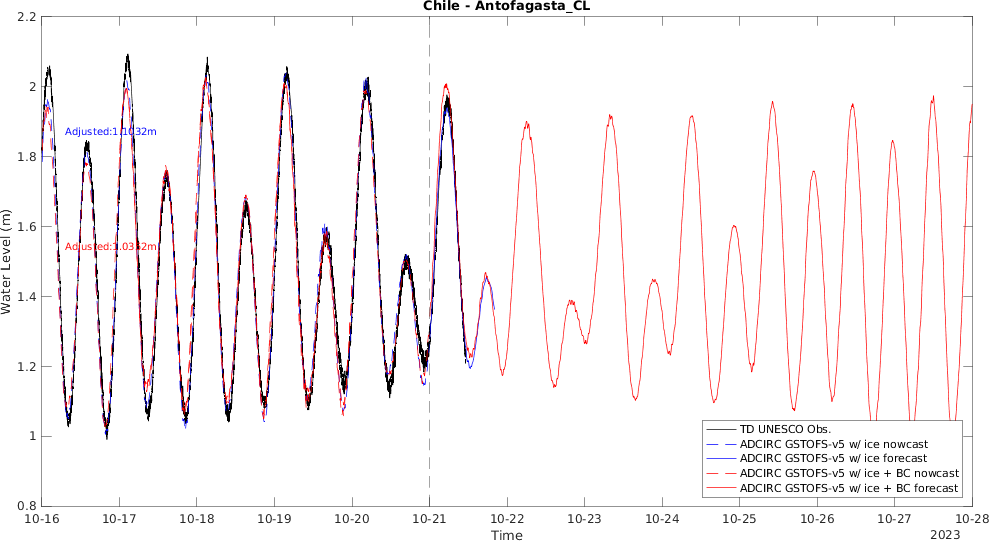 Chile - Antofagasta_CL
2.2
2
1.8
1.6
1.4
1.2
1
0.8
Water Level (m)
Adjusted:1.1032m
Adjusted:1.0342m
TD UNESCO Obs.
ADCIRC GSTOFS-v5 w/ ice nowcast
ADCIRC GSTOFS-v5 w/ ice forecast
ADCIRC GSTOFS-v5 w/ ice + BC nowcast
ADCIRC GSTOFS-v5 w/ ice + BC forecast
10-16 10-17 10-18 10-19 10-20 10-21 10-22 10-23 10-24 10-25 10-26 10-27 10-28
Time
2023